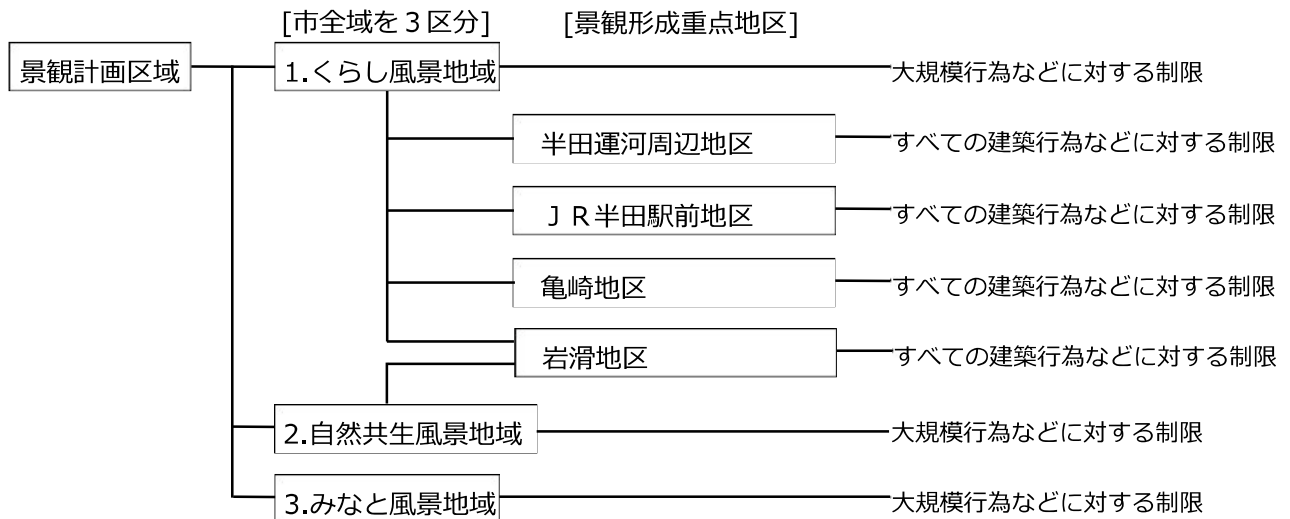 [市全域を３区分]
[景観形成重点地区]
景観計画区域
1.くらし風景地域
大規模行為などに対する制限
半田運河周辺地区
すべての建築行為などに対する制限
ＪＲ半田駅前地区
すべての建築行為などに対する制限
亀崎地区
すべての建築行為などに対する制限
岩滑地区
すべての建築行為などに対する制限
2.自然共生風景地域
大規模行為などに対する制限
3.みなと風景地域
大規模行為などに対する制限